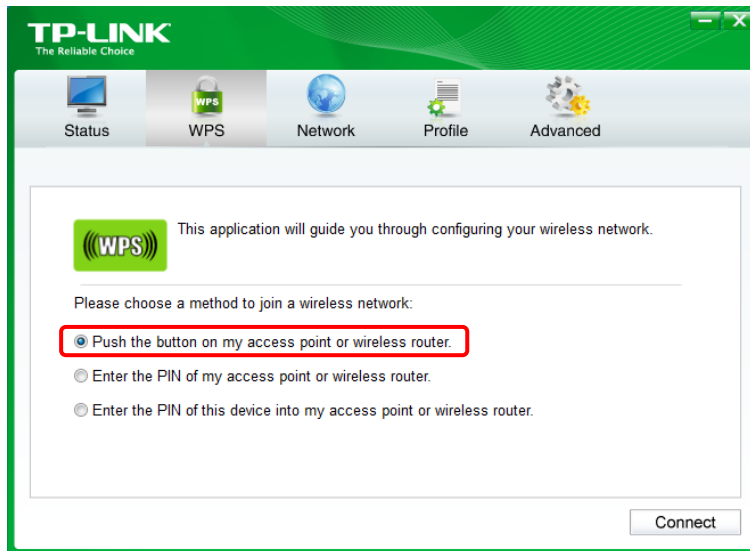 TP-LINK
The Reliable Choice
Status WPS Network Profile Advanced
WPS
This application will guide you through configuring your wireless network.
(((WPS)))
Please choose a method to join a wireless network:
Push the button on my access point or wireless router.
Enter the PIN of my access point or wireless router.
Enter the PIN of this device into my access point or wireless router.
Connect